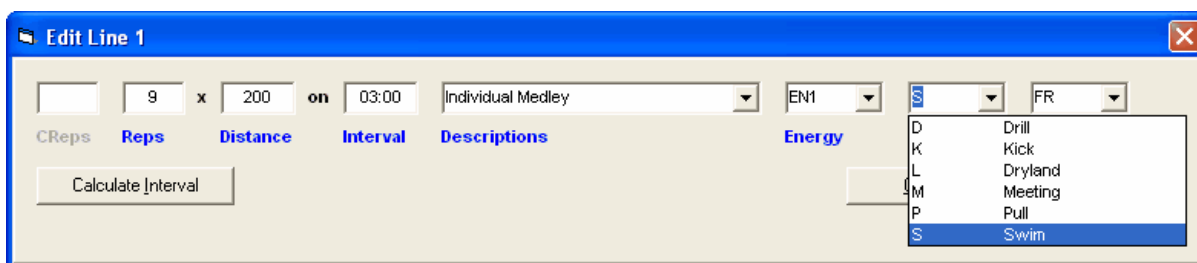 Edit Line 1
9 x 200 on 03:00 Individual Medley EN1 S FR
CReps Reps Distance Interval Descriptions Energy
D Drill
K Kick
Calculate Interval
L Dryland
M Meeting
P Pull
S Swim